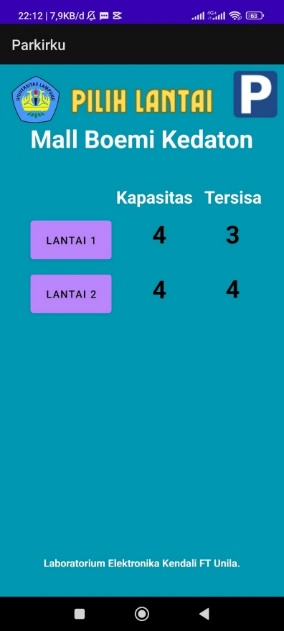 22:12 | 7,9KB/d
Parkirku
PILIH LANTAI
P
Mall Boemi Kedaton
Kapasitas Tersisa
LANTAI 1 4 3
LANTAI 2 4 4
Laboratorium Elektronika Kendali FT Unila.